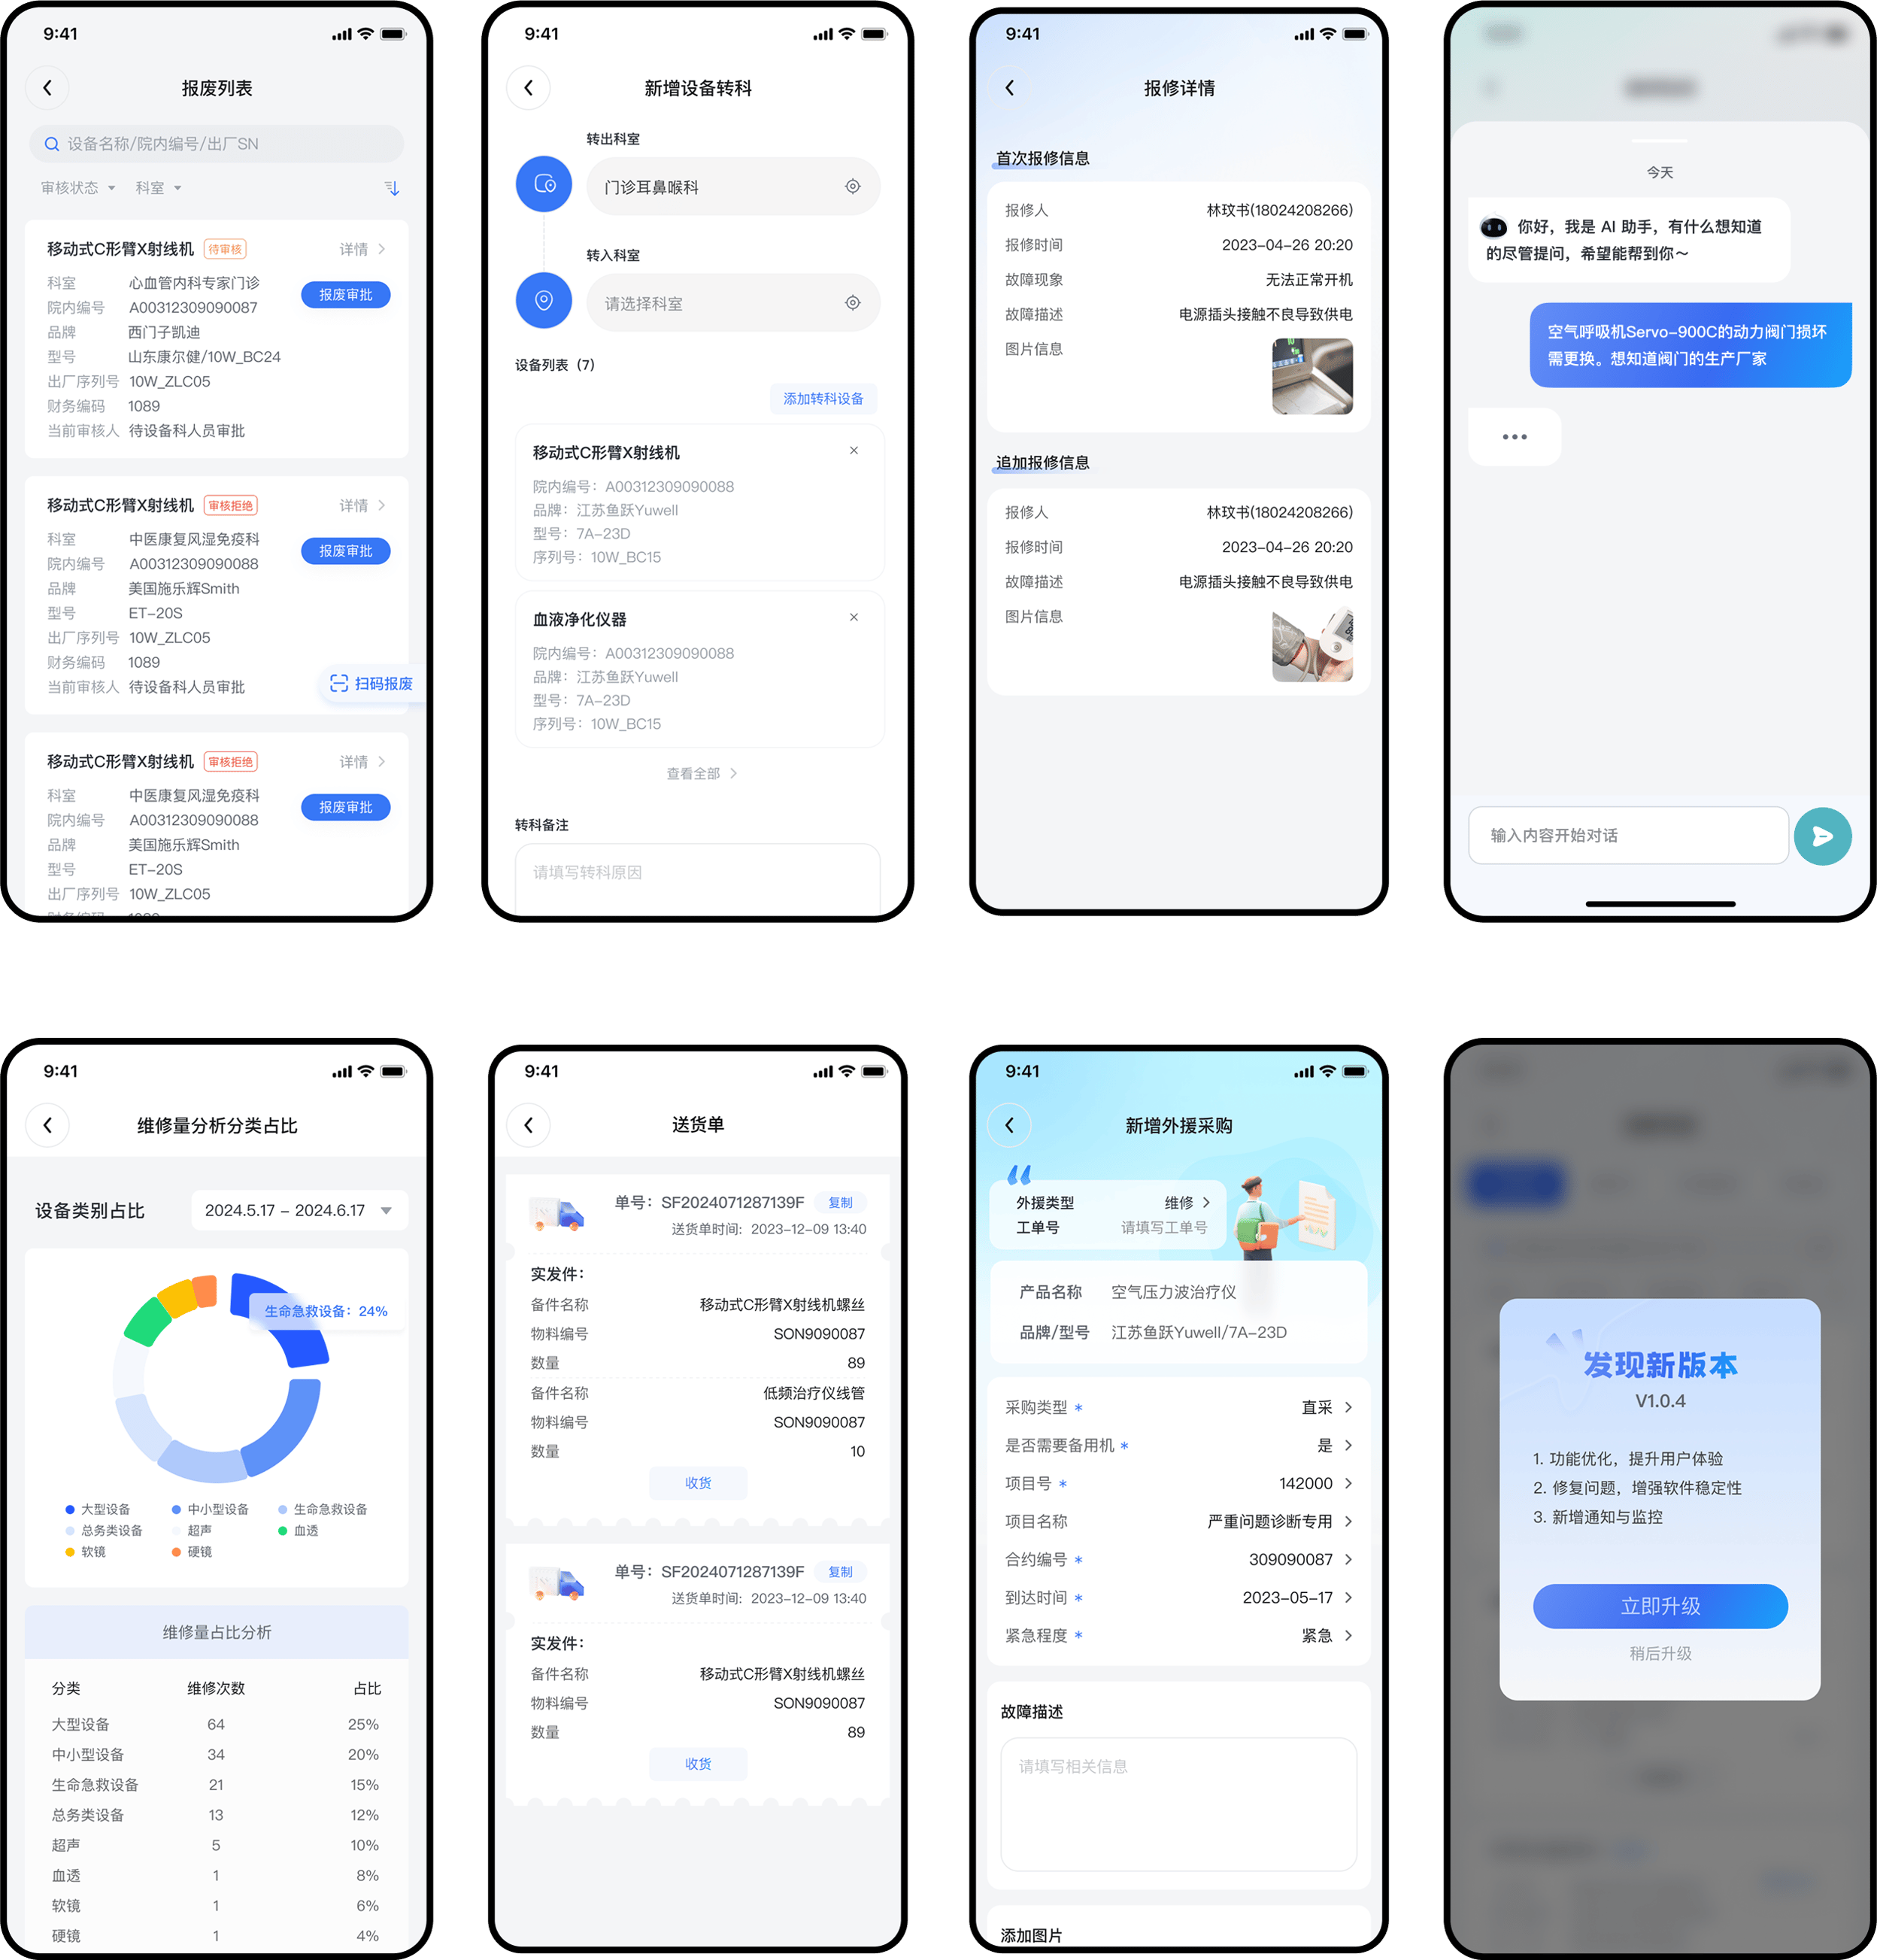 9:41
报废列表
设备名称/院内编号/出厂SN
审核状态 科室
移动式C形臂X射线机 待审核 详情
科室 心血管内科专家门诊
报废审批
院内编号 A00312309090087
品牌 西门子凯迪
型号 山东康尔健/10W_BC24
出厂序列号 10W_ZLC05
财务编码 1089
当前审核人 待设备科人员审批
移动式C形臂X射线机 审核拒绝 详情
科室 中医康复风湿免疫科
报废审批
院内编号 A00312309090088
品牌 美国施乐辉Smith
型号 ET-20S
出厂序列号 10W_ZLC05
财务编码 1089
扫码报废
当前审核人 待设备科人员审批
移动式C形臂X射线机 审核拒绝 详情
科室 中医康复风湿免疫科
报废审批
院内编号 A00312309090088
品牌 美国施乐辉Smith
型号 ET-20S
出厂序列号 10W_ZLC05
9:41
新增设备转科
转出科室
门诊耳鼻喉科
转入科室
请选择科室
设备列表（7）
添加转科设备
移动式C形臂X射线机 ×
院内编号：A00312309090088
品牌：江苏鱼跃Yuwell
型号：7A-23D
序列号：10W_BC15
血液净化仪器 ×
院内编号：A00312309090088
品牌：江苏鱼跃Yuwell
型号：7A-23D
序列号：10W_BC15
查看全部
转科备注
请填写转科原因
9:41
报修详情
首次报修信息
报修人 林玟书(18024208266)
报修时间 2023-04-26 20:20
故障现象 无法正常开机
故障描述 电源插头接触不良导致供电
图片信息
追加报修信息
报修人 林玟书(18024208266)
报修时间 2023-04-26 20:20
故障描述 电源插头接触不良导致供电
图片信息
今天
你好，我是 AI 助手，有什么想知道
的尽管提问，希望能帮到你～
空气呼吸机Servo-900C的动力阀门损坏
需更换。想知道阀门的生产厂家
•••
输入内容开始对话
9:41
维修量分析分类占比
设备类别占比 2024.5.17 - 2024.6.17
生命急救设备：24%
大型设备 中小型设备 生命急救设备
总务类设备 超声 血透
软镜 硬镜
维修量占比分析
分类 维修次数 占比
大型设备 64 25%
中小型设备 34 20%
生命急救设备 21 15%
总务类设备 13 12%
超声 5 10%
血透 1 8%
软镜 1 6%
硬镜 1 4%
9:41
送货单
单号：SF2024071287139F 复制
送货单时间：2023-12-09 13:40
实发件：
备件名称 移动式C形臂X射线机螺丝
物料编号 SON9090087
数量 89
备件名称 低频治疗仪线管
物料编号 SON9090087
数量 10
收货
单号：SF2024071287139F 复制
送货单时间：2023-12-09 13:40
实发件：
备件名称 移动式C形臂X射线机螺丝
物料编号 SON9090087
数量 89
收货
9:41
新增外援采购
外援类型 维修
工单号 请填写工单号
产品名称 空气压力波治疗仪
品牌/型号 江苏鱼跃Yuwell/7A-23D
采购类型 * 直采
是否需要备用机 * 是
项目号 * 142000
项目名称 严重问题诊断专用
合约编号 * 309090087
到达时间 * 2023-05-17
紧急程度 * 紧急
故障描述
请填写相关信息
添加图片
发现新版本
V1.0.4
1. 功能优化，提升用户体验
2. 修复问题，增强软件稳定性
3. 新增通知与监控
立即升级
稍后升级